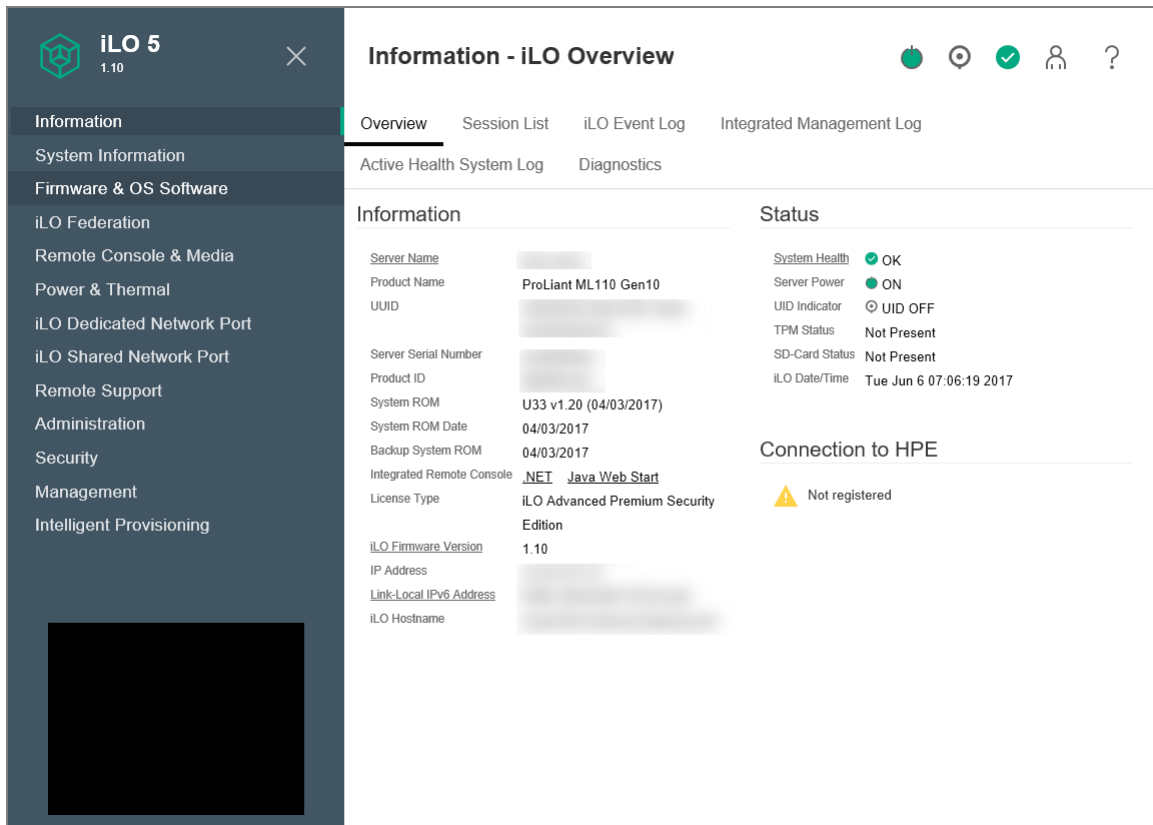 iLO 5
1.10
Information
System Information
Firmware & OS Software
iLO Federation
Remote Console & Media
Power & Thermal
iLO Dedicated Network Port
iLO Shared Network Port
Remote Support
Administration
Security
Management
Intelligent Provisioning
Information - iLO Overview
Overview Session List iLO Event Log Integrated Management Log
Active Health System Log Diagnostics
Information
Server Name
Product Name ProLiant ML110 Gen10
UUID
Server Serial Number
Product ID
System ROM U33 v1.20 (04/03/2017)
System ROM Date 04/03/2017
Backup System ROM 04/03/2017
Integrated Remote Console .NET Java Web Start
License Type iLO Advanced Premium Security
Edition
iLO Firmware Version 1.10
IP Address
Link-Local IPv6 Address
iLO Hostname
Status
System Health OK
Server Power ON
UID Indicator UID OFF
TPM Status Not Present
SD-Card Status Not Present
iLO Date/Time Tue Jun 6 07:06:19 2017
Connection to HPE
Not registered